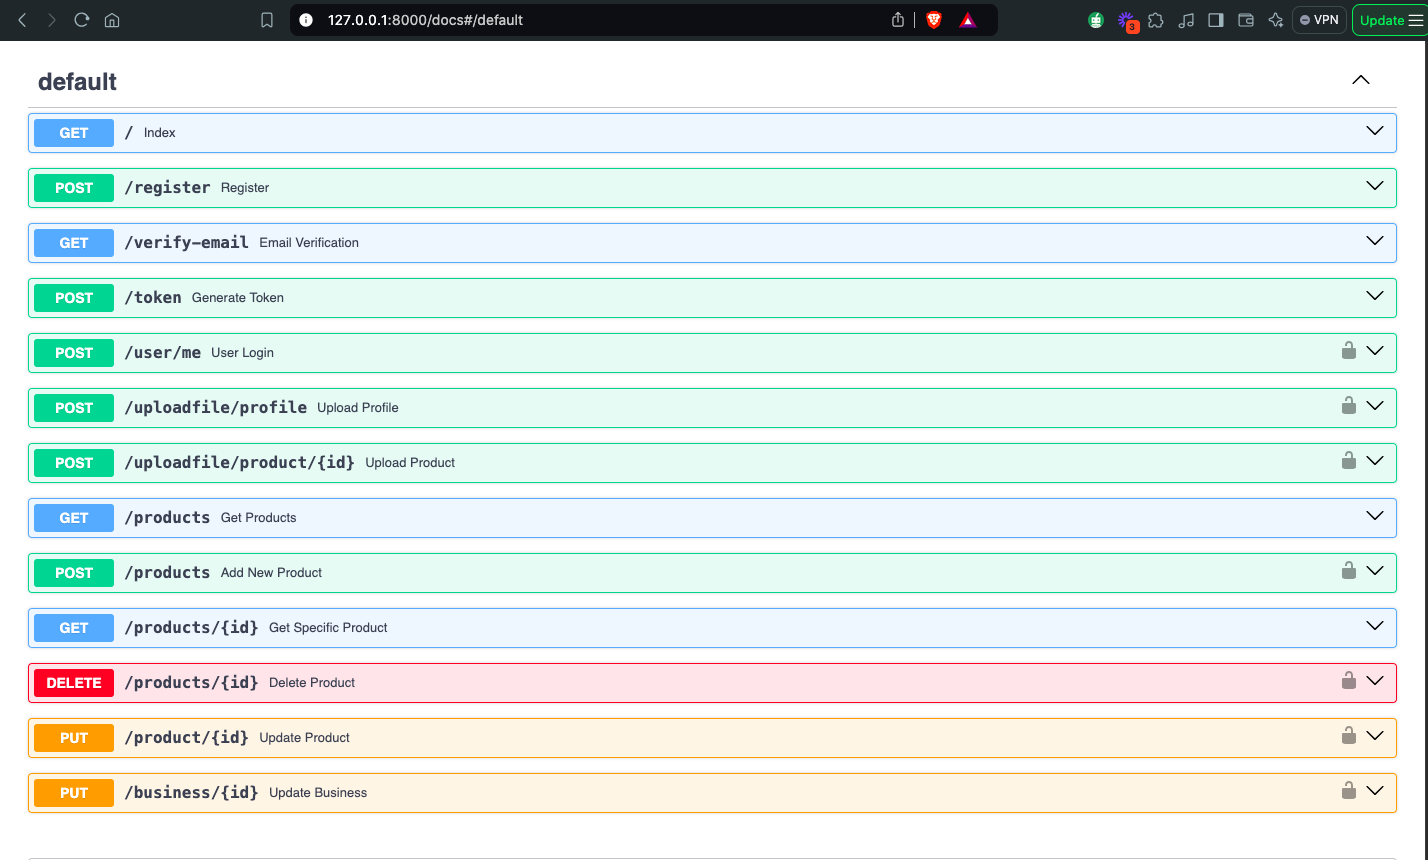 127.0.0.1:8000/docs#/default
3
VPN
Update
default
GET / Index
POST /register Register
GET /verify-email Email Verification
POST /token Generate Token
POST /user/me User Login
POST /uploadfile/profile Upload Profile
POST /uploadfile/product/{id} Upload Product
GET /products Get Products
POST /products Add New Product
GET /products/{id} Get Specific Product
DELETE /products/{id} Delete Product
PUT /product/{id} Update Product
PUT /business/{id} Update Business